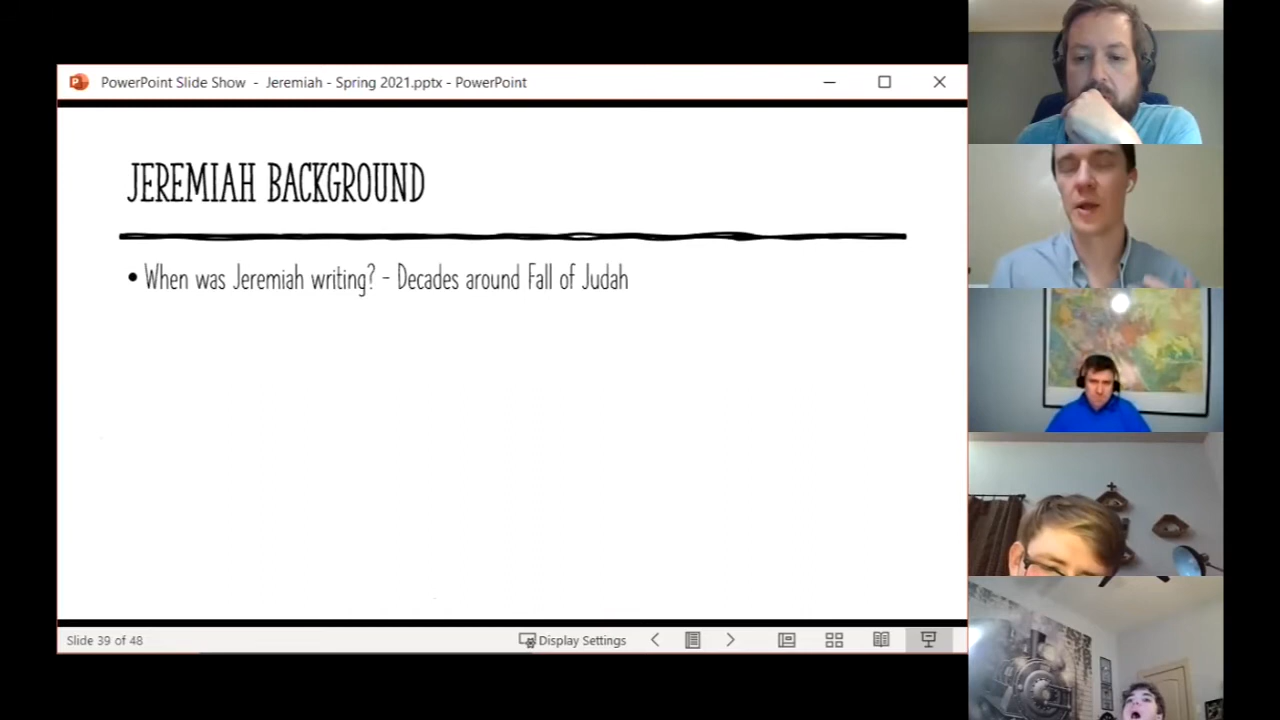 PowerPoint Slide Show - Jeremiah - Spring 2021.pptx - PowerPoint
JEREMIAH BACKGROUND
• When was Jeremiah writing? - Decades around Fall of Judah
Slide 39 of 48
Display Settings